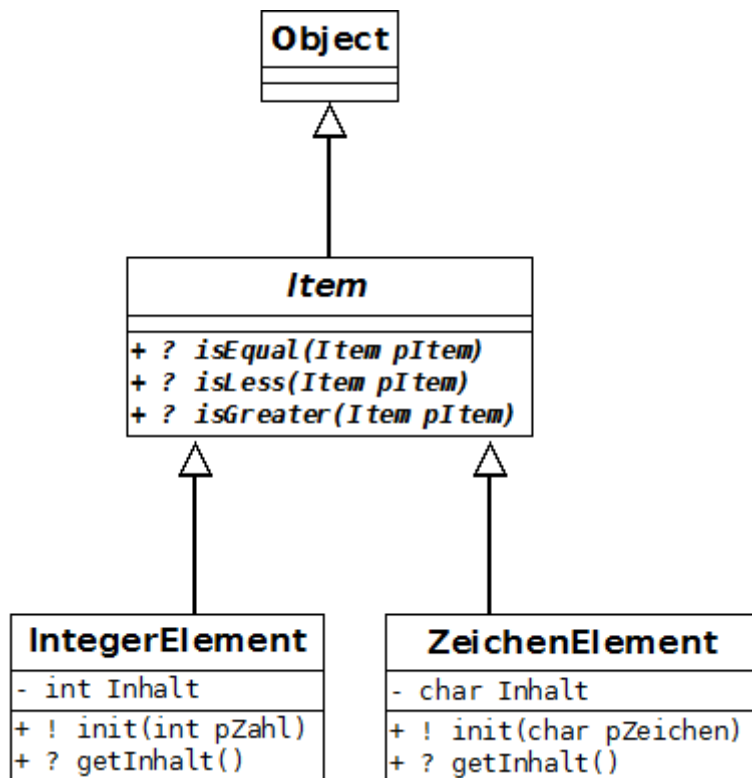 Object
Item
+ ? isEqual(Item pItem)
+ ? isLess(Item pItem)
+ ? isGreater(Item pItem)
IntegerElement
- int Inhalt
+ ! init(int pZahl)
+ ? getInhalt()
ZeichenElement
- char Inhalt
+ ! init(char pZeichen)
+ ? getInhalt()